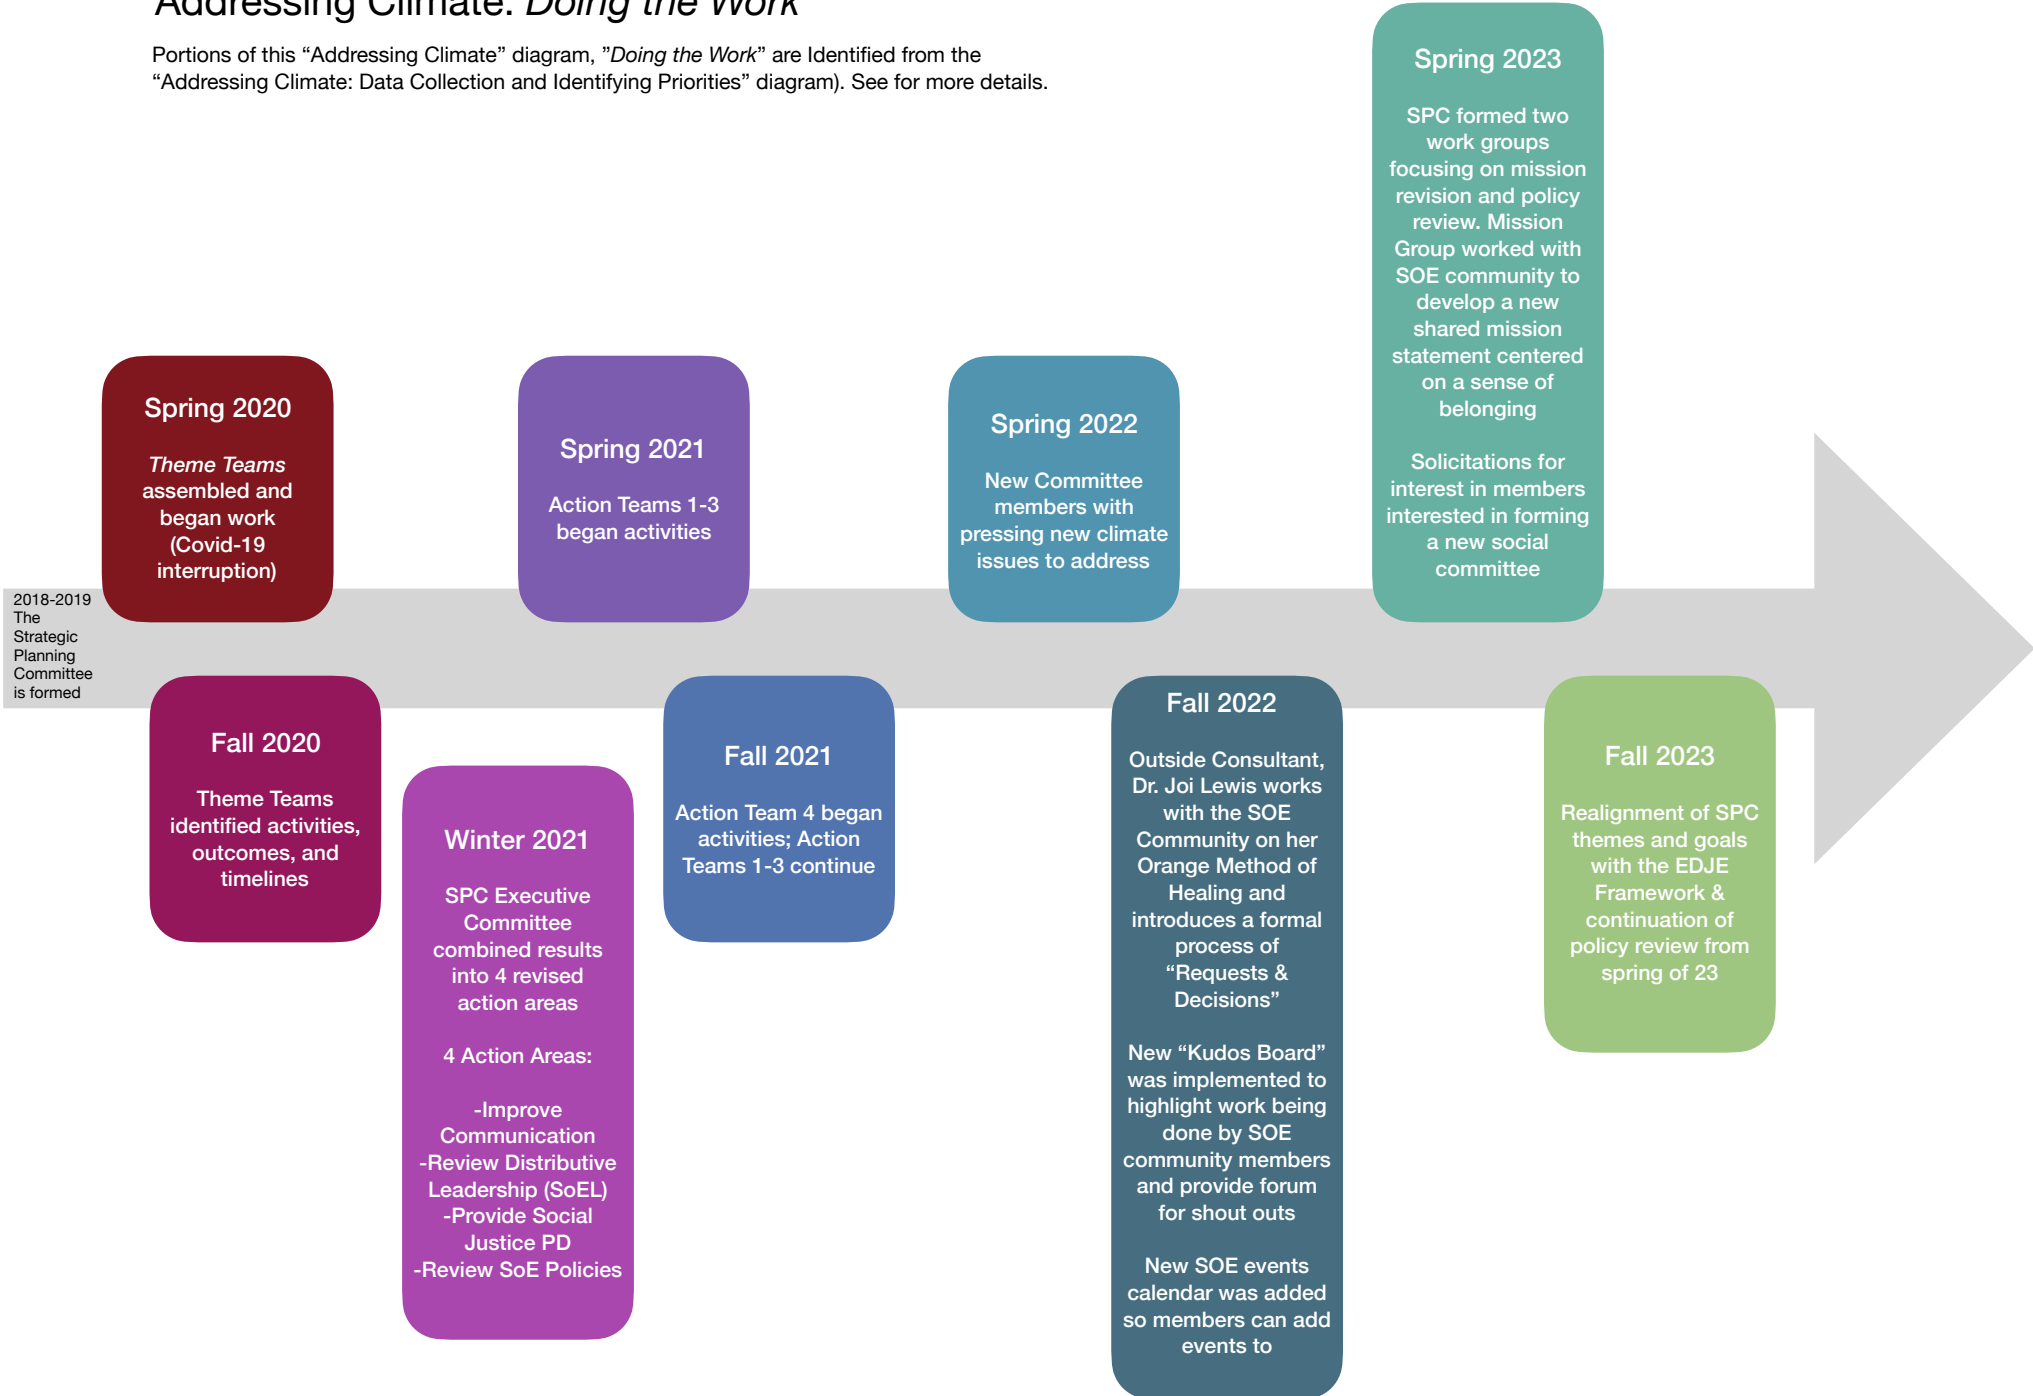 Addressing Climate: Doing the Work
Portions of this “Addressing Climate” diagram, ”Doing the Work” are Identified from the
“Addressing Climate: Data Collection and Identifying Priorities” diagram). See for more details.
2018-2019
The
Strategic
Planning
Committee
is formed
Spring 2020
Theme Teams
assembled and
began work
(Covid-19
interruption)
Fall 2020
Theme Teams
identified activities,
outcomes, and
timelines
Winter 2021
SPC Executive
Committee
combined results
into 4 revised
action areas
4 Action Areas:
-Improve
Communication
-Review Distributive
Leadership (SoEL)
-Provide Social
Justice PD
-Review SoE Policies
Spring 2021
Action Teams 1-3
began activities
Fall 2021
Action Team 4 began
activities; Action
Teams 1-3 continue
Spring 2022
New Committee
members with
pressing new climate
issues to address
Fall 2022
Outside Consultant,
Dr. Joi Lewis works
with the SOE
Community on her
Orange Method of
Healing and
introduces a formal
process of
“Requests &
Decisions”
New “Kudos Board”
was implemented to
highlight work being
done by SOE
community members
and provide forum
for shout outs
New SOE events
calendar was added
so members can add
events to
Spring 2023
SPC formed two
work groups
focusing on mission
revision and policy
review. Mission
Group worked with
SOE community to
develop a new
shared mission
statement centered
on a sense of
belonging
Solicitations for
interest in members
interested in forming
a new social
committee
Fall 2023
Realignment of SPC
themes and goals
with the EDJE
Framework &
continuation of
policy review from
spring of 23